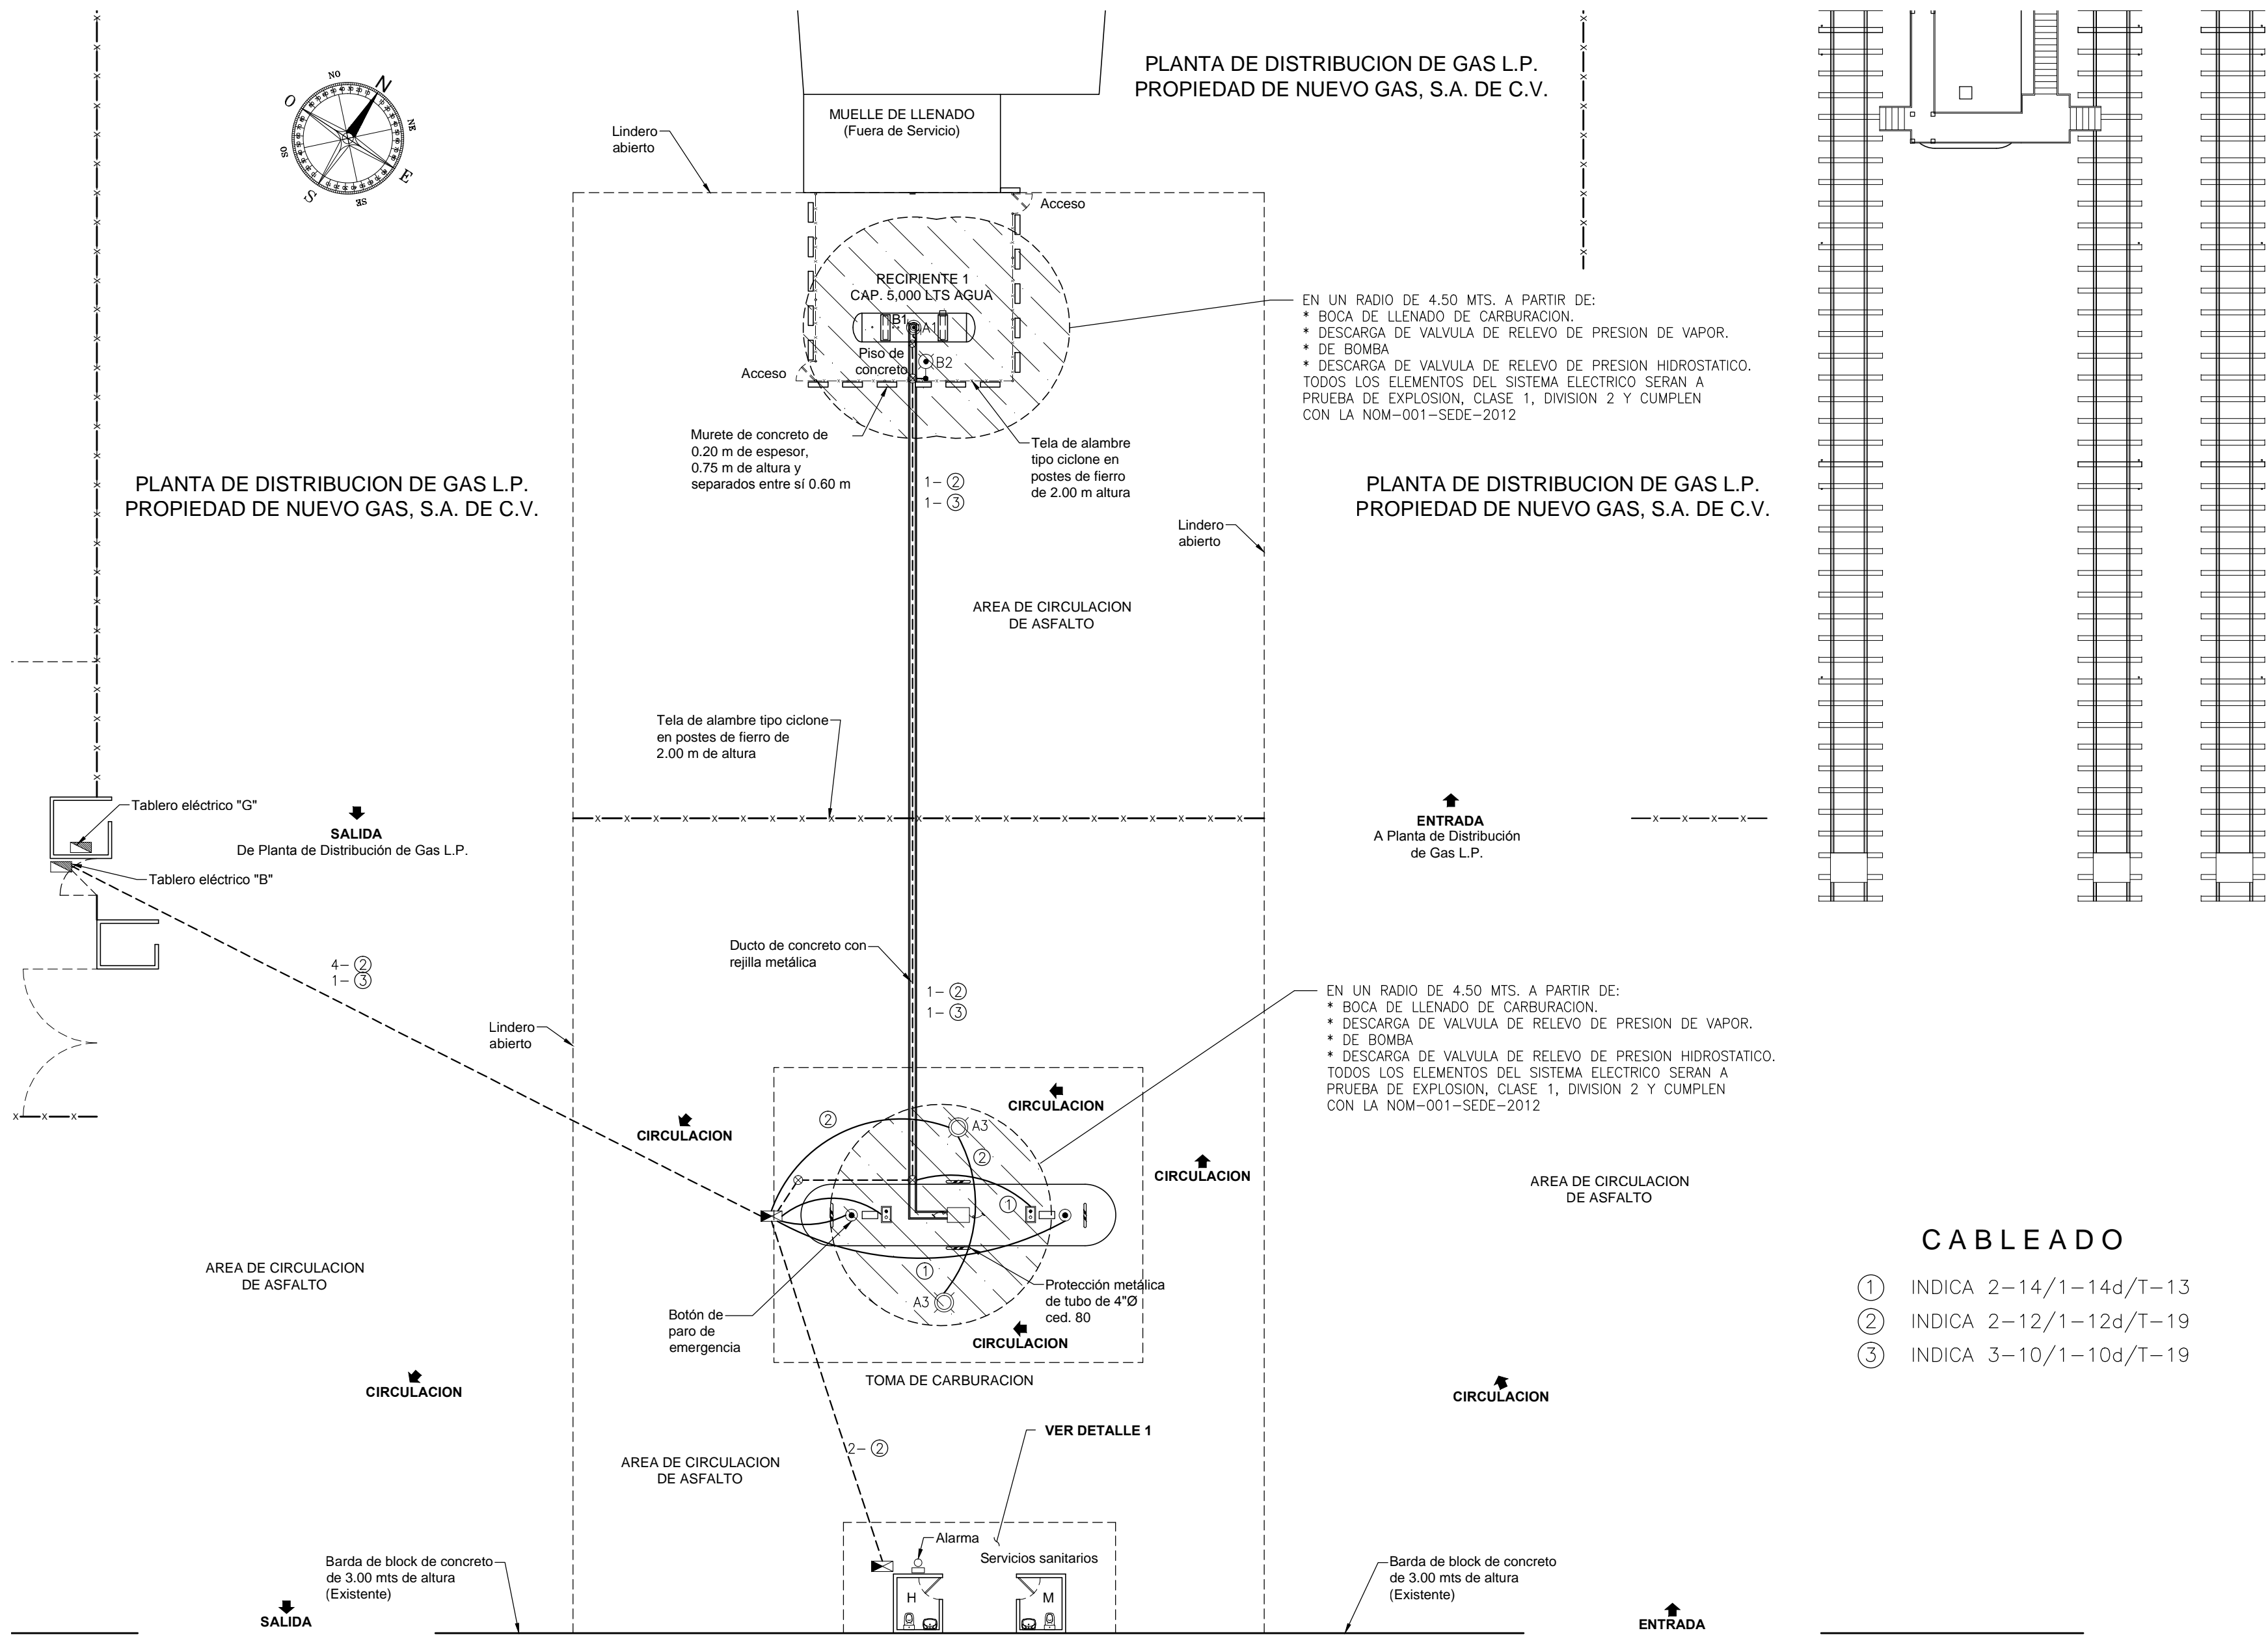 PLANTA DE DISTRIBUCION DE GAS L.P.
PROPIEDAD DE NUEVO GAS, S.A. DE C.V.
NO
N
NE
E
SE
S
SO
O
MUELLE DE LLENADO
(Fuera de Servicio)
Lindero
abierto
Acceso
RECIPIENTE 1
CAP. 5,000 LTS AGUA
B1
A1
Piso de
concreto
B2
Acceso
EN UN RADIO DE 4.50 MTS. A PARTIR DE:
* BOCA DE LLENADO DE CARBURACION.
* DESCARGA DE VALVULA DE RELEVO DE PRESION DE VAPOR.
* DE BOMBA
* DESCARGA DE VALVULA DE RELEVO DE PRESION HIDROSTATICO.
TODOS LOS ELEMENTOS DEL SISTEMA ELECTRICO SERAN A
PRUEBA DE EXPLOSION, CLASE 1, DIVISION 2 Y CUMPLEN
CON LA NOM-001-SEDE-2012
Murete de concreto de
0.20 m de espesor,
0.75 m de altura y
separados entre sí 0.60 m
Tela de alambre
tipo ciclone en
postes de fierro
de 2.00 m altura
1- 2
1- 3
PLANTA DE DISTRIBUCION DE GAS L.P.
PROPIEDAD DE NUEVO GAS, S.A. DE C.V.
PLANTA DE DISTRIBUCION DE GAS L.P.
PROPIEDAD DE NUEVO GAS, S.A. DE C.V.
Lindero
abierto
AREA DE CIRCULACION
DE ASFALTO
Tela de alambre tipo ciclone
en postes de fierro de
2.00 m de altura
Tablero eléctrico "G"
SALIDA
De Planta de Distribución de Gas L.P.
Tablero eléctrico "B"
ENTRADA
A Planta de Distribución
de Gas L.P.
4- 2
1- 3
Ducto de concreto con
rejilla metálica
1- 2
1- 3
Lindero
abierto
EN UN RADIO DE 4.50 MTS. A PARTIR DE:
* BOCA DE LLENADO DE CARBURACION.
* DESCARGA DE VALVULA DE RELEVO DE PRESION DE VAPOR.
* DE BOMBA
* DESCARGA DE VALVULA DE RELEVO DE PRESION HIDROSTATICO.
TODOS LOS ELEMENTOS DEL SISTEMA ELECTRICO SERAN A
PRUEBA DE EXPLOSION, CLASE 1, DIVISION 2 Y CUMPLEN
CON LA NOM-001-SEDE-2012
CIRCULACION
CIRCULACION
CIRCULACION
2
A3
2
1
1
A3
Protección metálica
de tubo de 4"Ø
ced. 80
Botón de
paro de
emergencia
CIRCULACION
TOMA DE CARBURACION
AREA DE CIRCULACION
DE ASFALTO
AREA DE CIRCULACION
DE ASFALTO
CABLEADO
1 INDICA 2-14/1-14d/T-13
2 INDICA 2-12/1-12d/T-19
3 INDICA 3-10/1-10d/T-19
CIRCULACION
CIRCULACION
VER DETALLE 1
2- 2
AREA DE CIRCULACION
DE ASFALTO
Alarma
Servicios sanitarios
H
M
Barda de block de concreto
de 3.00 mts de altura
(Existente)
Barda de block de concreto
de 3.00 mts de altura
(Existente)
SALIDA
ENTRADA